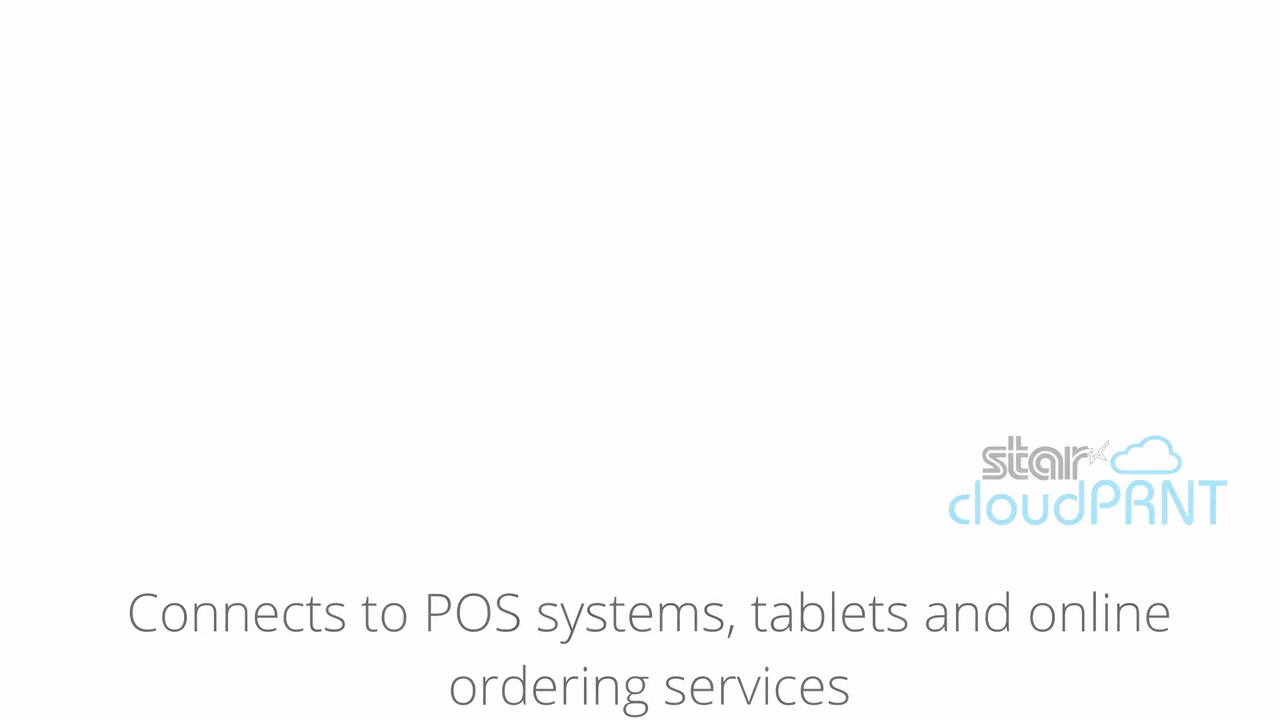 star
cloudPRNT
Connects to POS systems, tablets and online
ordering services